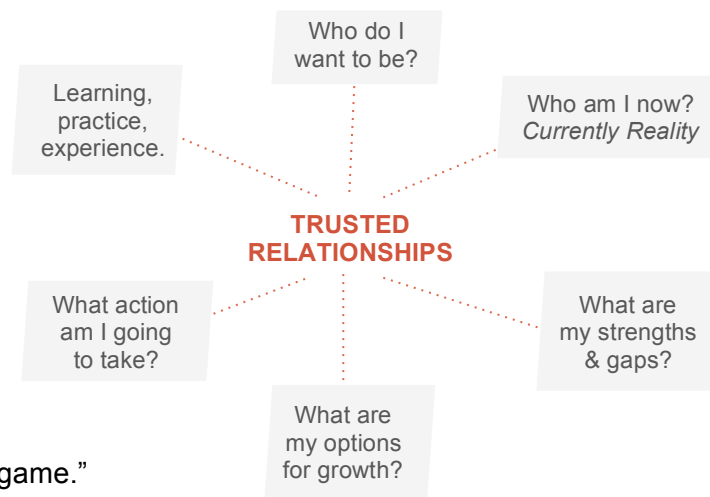 Who do I
want to be?
Learning,
practice,
experience.
Who am I now?
Currently Reality
TRUSTED
RELATIONSHIPS
What action
am I going
to take?
What are
my strengths
& gaps?
What are
my options
for growth?
game.”